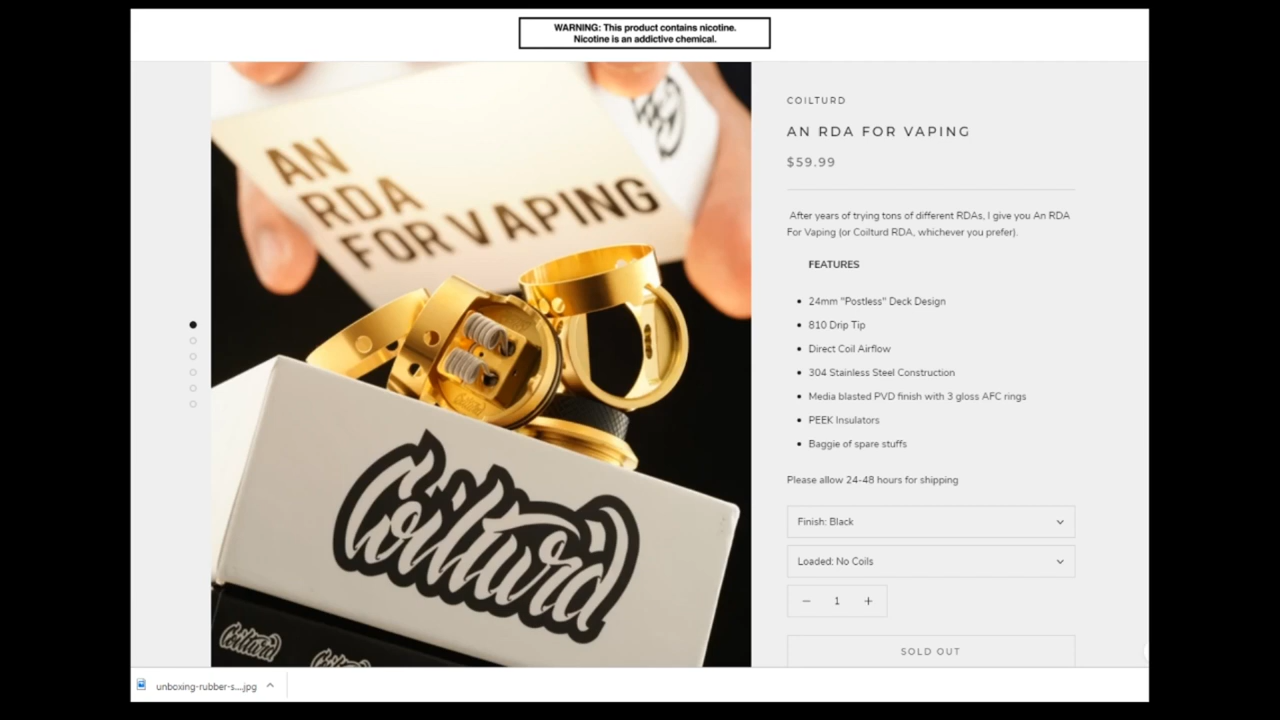 WARNING: This product contains nicotine.
Nicotine is an addictive chemical.
AN
RDA
FOR VAPING
Coilturd
Coilturd
COILTURD
AN RDA FOR VAPING
$59.99
After years of trying tons of different RDAs, I give you An RDA
For Vaping (or Coilturd RDA, whichever you prefer).
FEATURES
24mm "Postless" Deck Design
810 Drip Tip
Direct Coil Airflow
304 Stainless Steel Construction
Media blasted PVD finish with 3 gloss AFC rings
PEEK Insulators
Baggie of spare stuffs
Please allow 24-48 hours for shipping
Finish: Black
Loaded: No Coils
− 1 +
SOLD OUT
unboxing-rubber-s....jpg